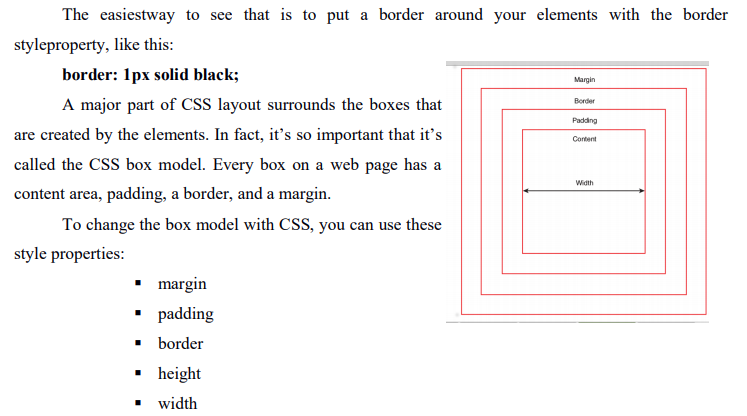 The easiestway to see that is to put a border around your elements with the border
styleproperty, like this:
border: 1px solid black;
A major part of CSS layout surrounds the boxes that
are created by the elements. In fact, it’s so important that it’s
called the CSS box model. Every box on a web page has a
content area, padding, a border, and a margin.
To change the box model with CSS, you can use these
style properties:
▪ margin
▪ padding
▪ border
▪ height
▪ width
Margin
Border
Padding
Content
Width